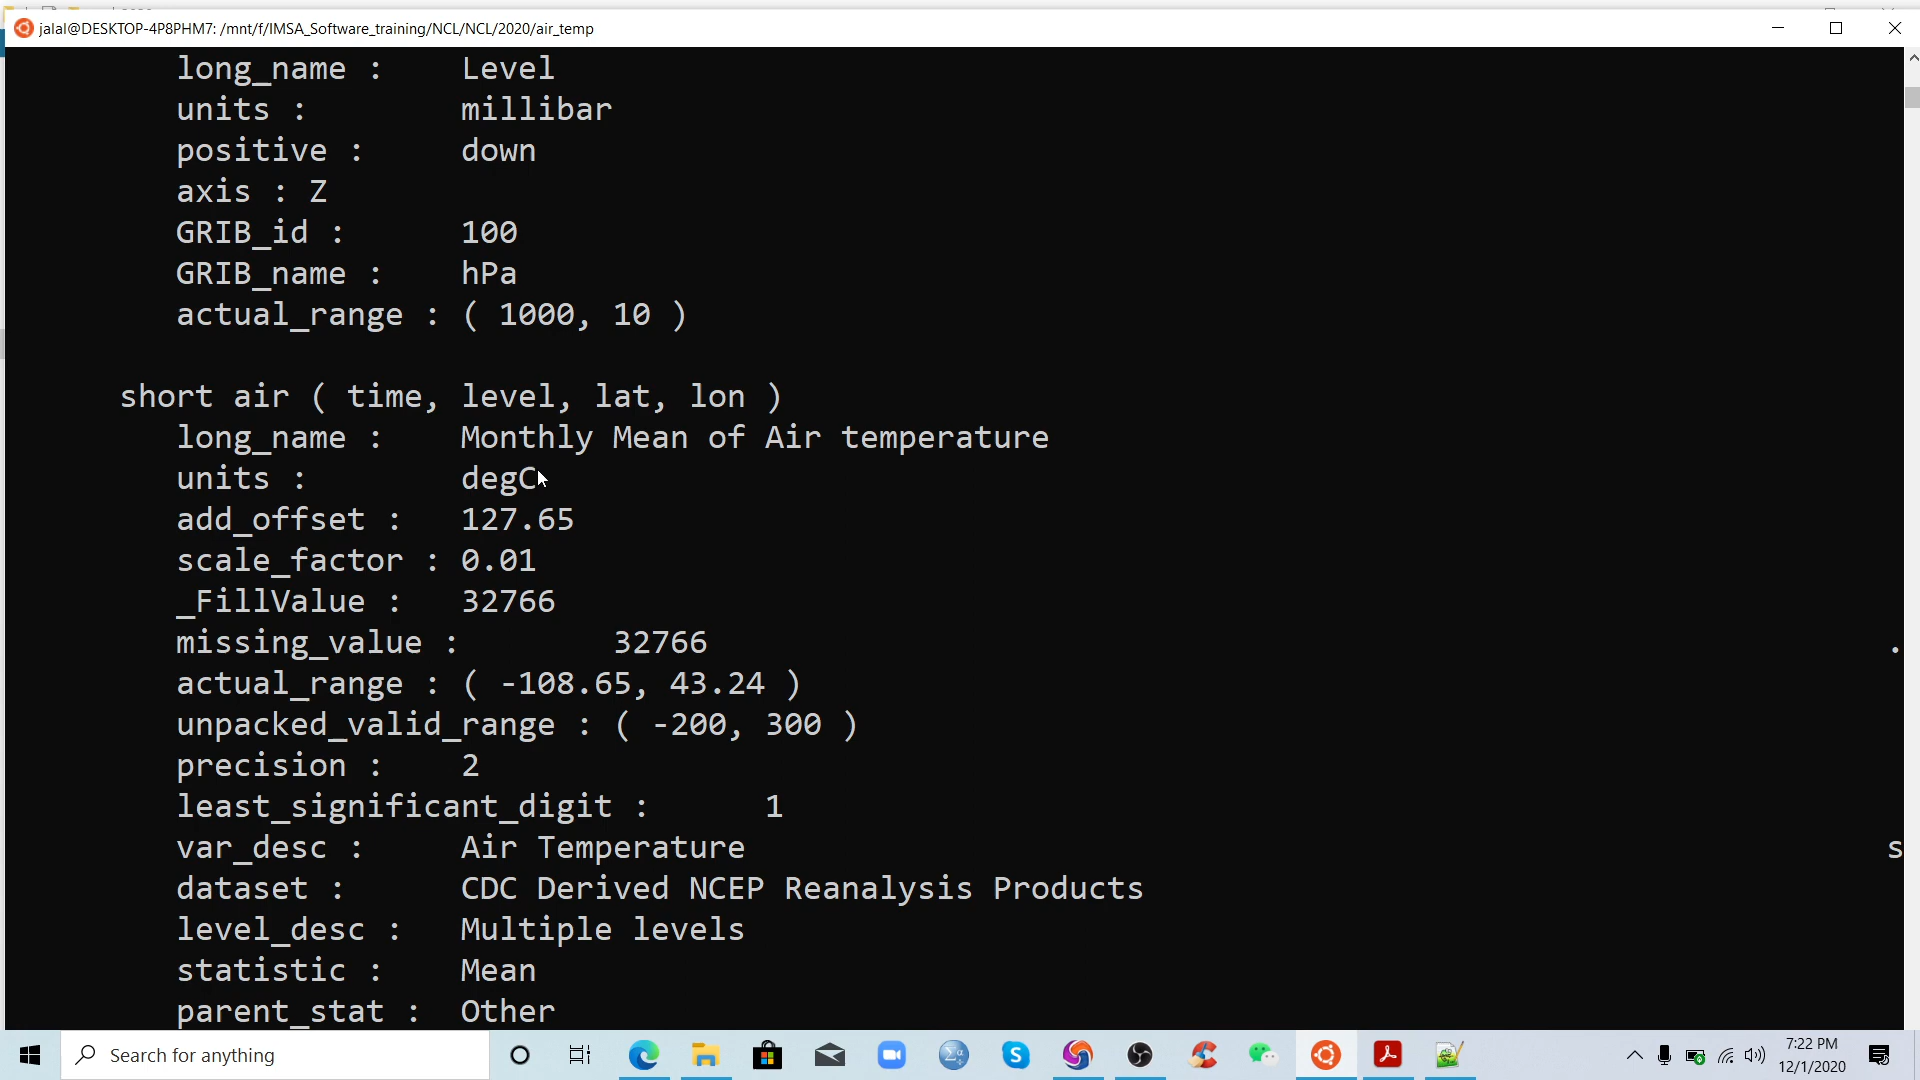 jalal@DESKTOP-4P8PHM7: /mnt/f/IMSA_Software_training/NCL/NCL/2020/air_temp
long_name : Level
units : millibar
positive : down
axis : Z
GRIB_id : 100
GRIB_name : hPa
actual_range : ( 1000, 10 )
short air ( time, level, lat, lon )
long_name : Monthly Mean of Air temperature
units : degC
add_offset : 127.65
scale_factor : 0.01
_FillValue : 32766
missing_value : 32766
.
actual_range : ( -108.65, 43.24 )
unpacked_valid_range : ( -200, 300 )
precision : 2
least_significant_digit : 1
var_desc : Air Temperature
s
dataset : CDC Derived NCEP Reanalysis Products
level_desc : Multiple levels
statistic : Mean
parent_stat : Other
Search for anything
7:22 PM
12/1/2020